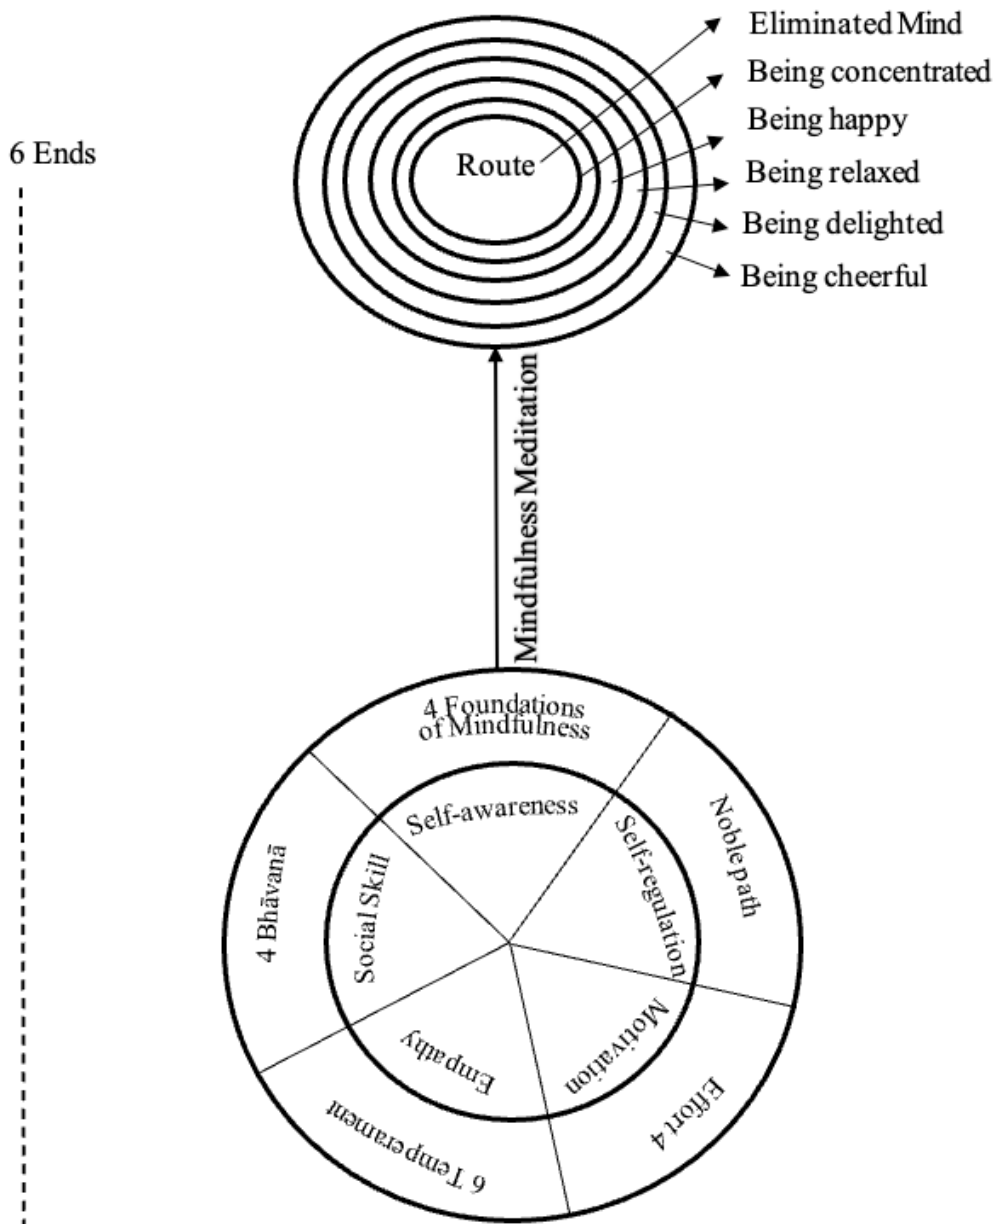 Eliminated Mind
Being concentrated
Being happy
6 Ends
Route
Being relaxed
Being delighted
Being cheerful
Mindfulness Meditation
4 Foundations
of Mindfulness
Self-awareness
Noble path
Self-regulation
4 Bhāvanā
Social Skill
Motivation
Empathy
Effort 4
6 Temperament